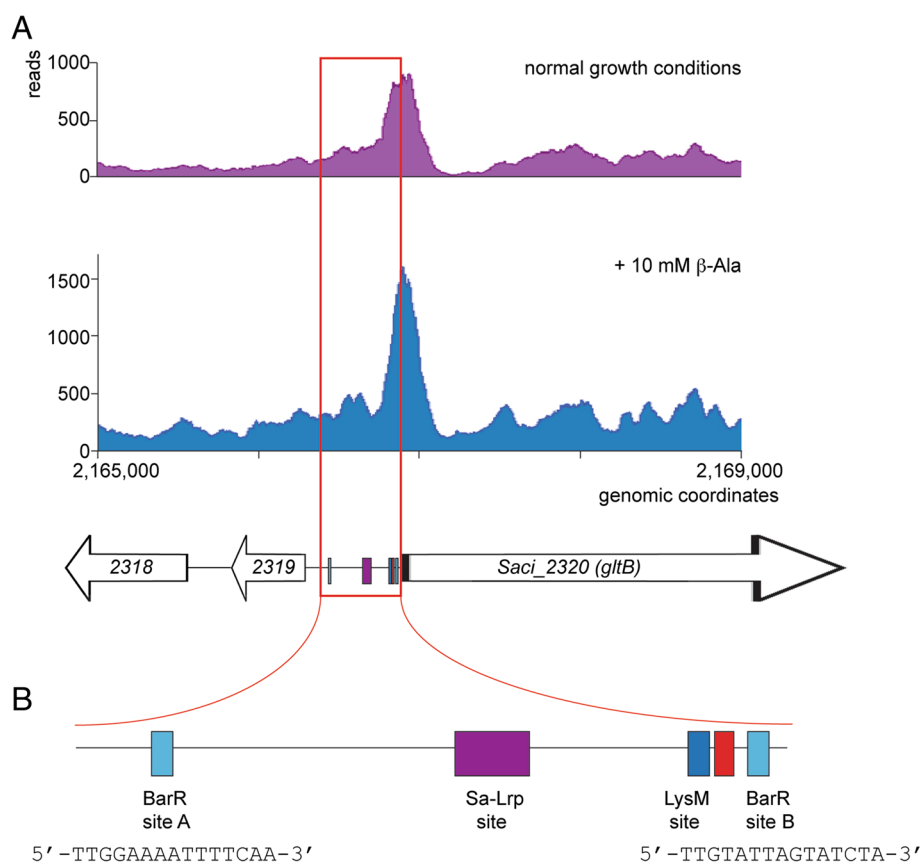 A
reads
1000
normal growth conditions
500
0
+ 10 mM β-Ala
1500
1000
500
0
2,165,000
2,169,000
genomic coordinates
2318
2319
Saci_2320 (gltB)
B
BarR
site A
Sa-Lrp
site
LysM
site
BarR
site B
5′-TTGGAAAATTTTCAA-3′
5′-TTGTATTAGTATCTA-3′